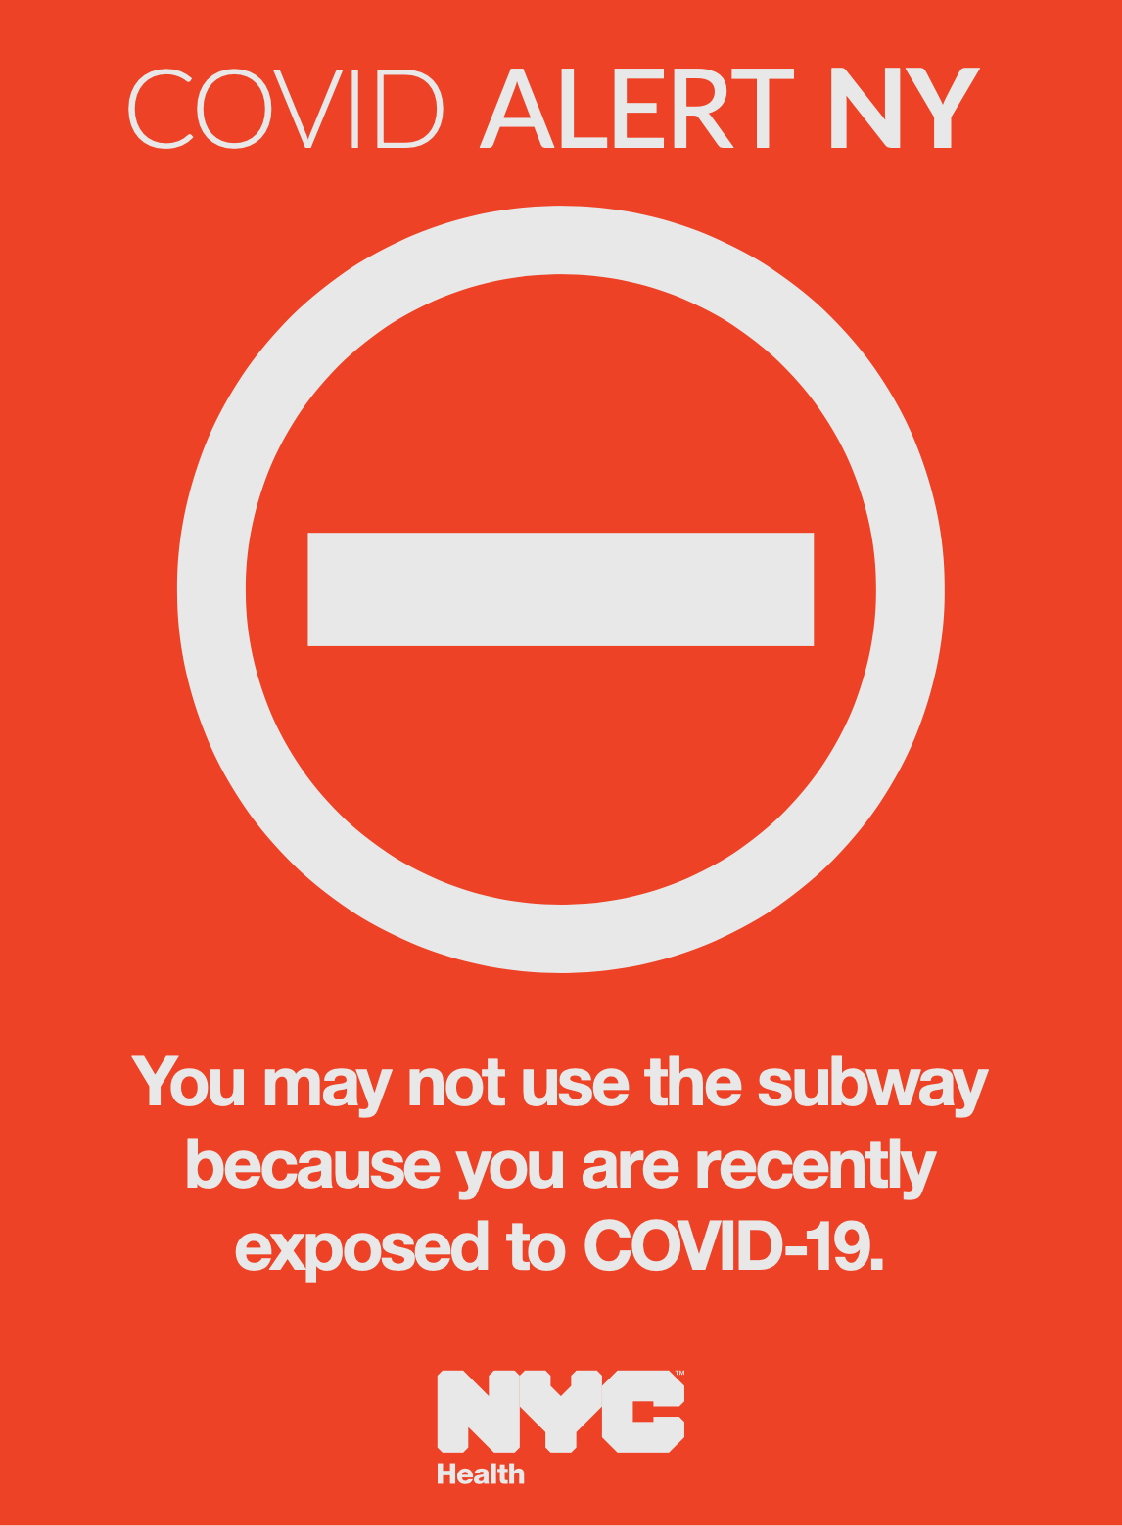 COVID ALERT NY
You may not use the subway
because you are recently
exposed to COVID-19.
NYC™
Health